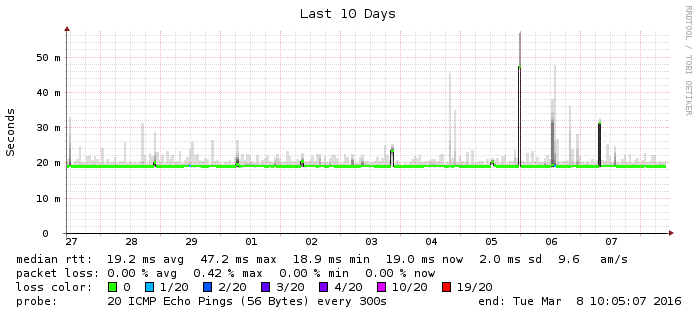 Last 10 Days
RRDTOOL / TOBI OETIKER
Seconds
50 m
40 m
30 m
20 m
10 m
0
27 28 29 01 02 03 04 05 06 07
median rtt: 19.2 ms avg 47.2 ms max 18.9 ms min 19.0 ms now 2.0 ms sd 9.6 am/s
packet loss: 0.00 % avg 0.42 % max 0.00 % min 0.00 % now
loss color: 0 1/20 2/20 3/20 4/20 10/20 19/20
probe: 20 ICMP Echo Pings (56 Bytes) every 300s end: Tue Mar 8 10:05:07 2016